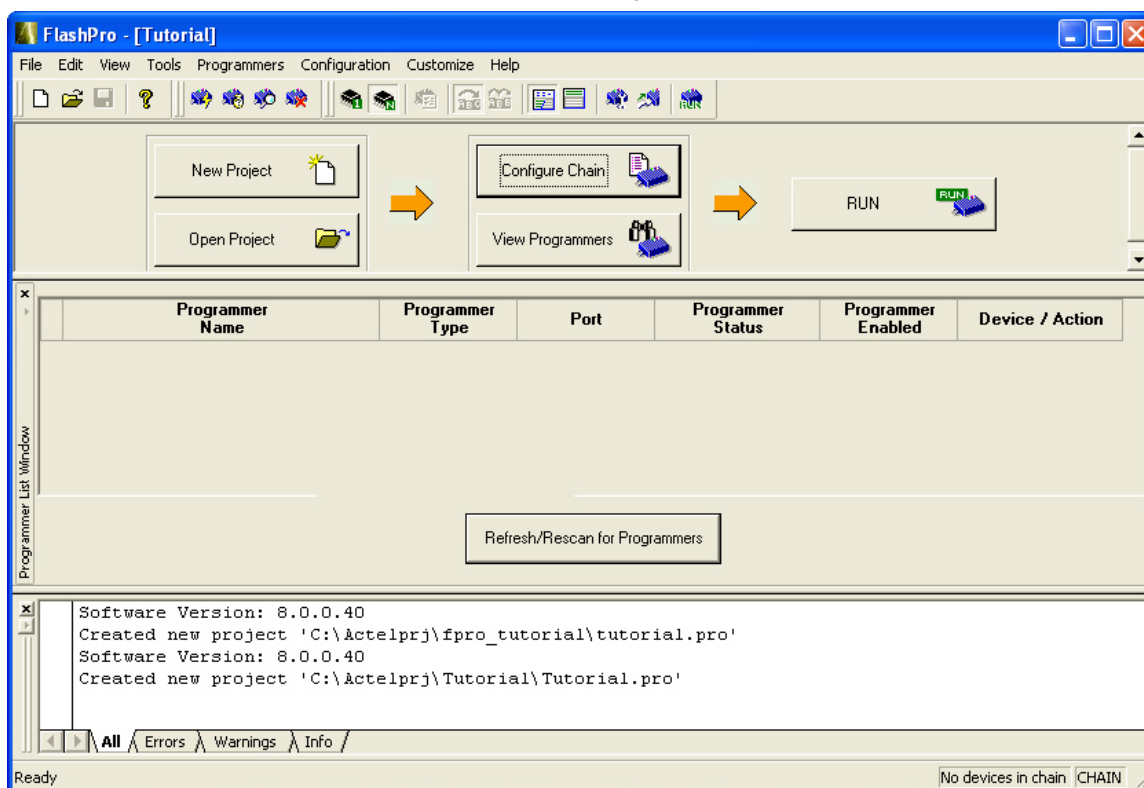 FlashPro - [Tutorial]
File Edit View Tools Programmers Configuration Customize Help
New Project
Configure Chain
RUN
RUN
Open Project
View Programmers
Programmer Name
Programmer Type
Port
Programmer Status
Programmer Enabled
Device / Action
Programmer List Window
Refresh/Rescan for Programmers
Software Version: 8.0.0.40
Created new project 'C:\Actelprj\fpro_tutorial\tutorial.pro'
Software Version: 8.0.0.40
Created new project 'C:\Actelprj\Tutorial\Tutorial.pro'
All Errors Warnings Info
Ready
No devices in chain CHAIN